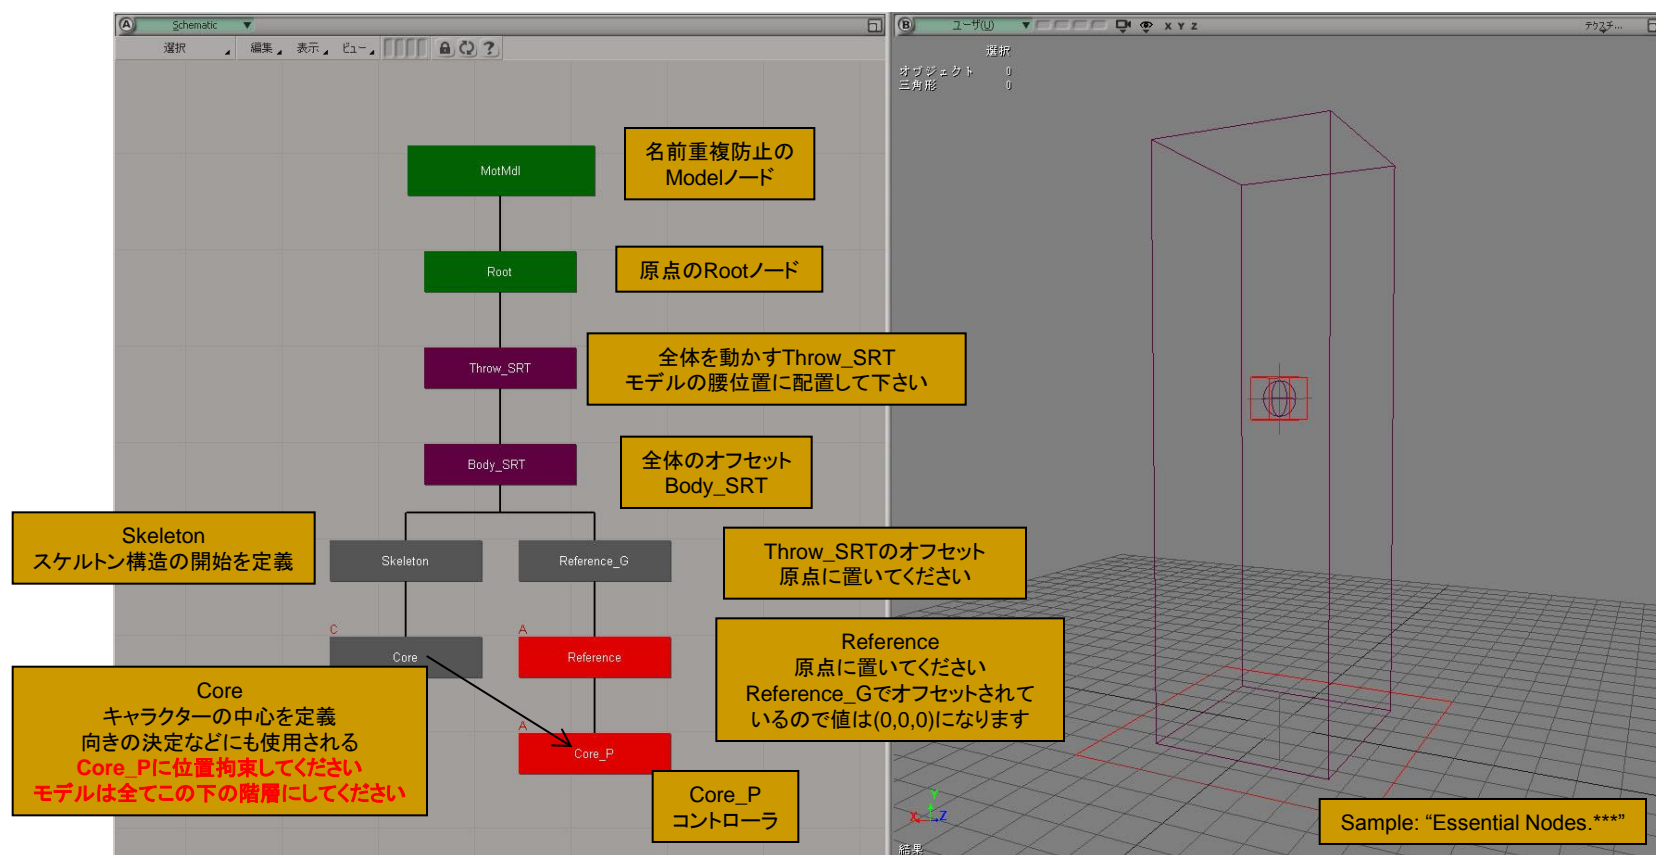 A
Schematic
選択
編集
表示
ビュー
?
MotMdl
名前重複防止の
Modelノード
Root
原点のRootノード
Throw_SRT
全体を動かすThrow_SRT
モデルの腰位置に配置して下さい
Body_SRT
全体のオフセット
Body_SRT
Skeleton
スケルトン構造の開始を定義
Skeleton
Reference_G
Throw_SRTのオフセット
原点に置いてください
C
Core
A
Reference
Reference
原点に置いてください
Reference_Gでオフセットされて
いるので値は(0,0,0)になります
Core
キャラクターの中心を定義
向きの決定などにも使用される
Core_Pに位置拘束してください
モデルは全てこの下の階層にしてください
A
Core_P
Core_P
コントローラ
B
ユーザ(U)
X Y Z
テクスチ...
選択
オブジェクト 0
三角形 0
Y
X
Z
結果
Sample: “Essential Nodes.***”